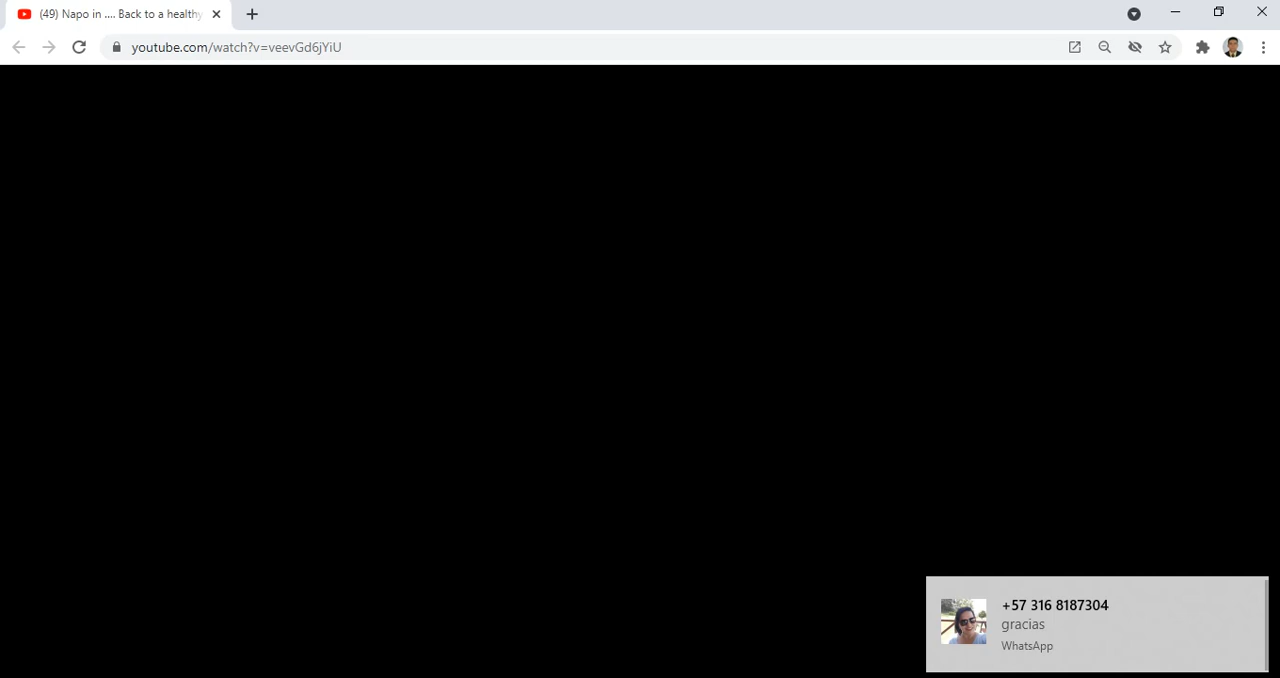 (49) Napo in .... Back to a healthy
youtube.com/watch?v=veevGd6jYiU
+57 316 8187304
gracias
WhatsApp